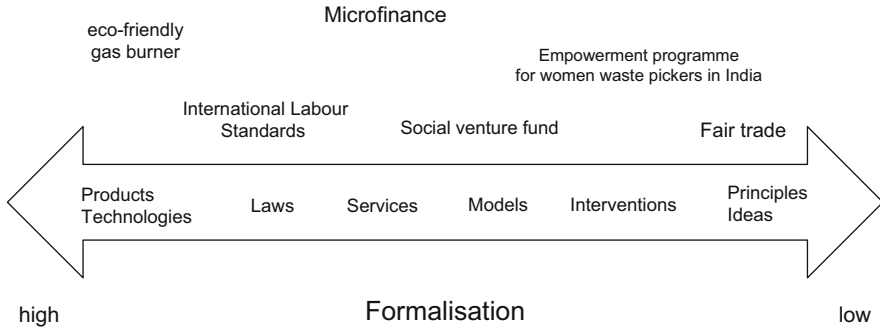 Microfinance
eco-friendly
gas burner
Empowerment programme
for women waste pickers in India
International Labour
Standards
Social venture fund
Fair trade
Products
Technologies
Laws
Services
Models
Interventions
Principles
Ideas
high
Formalisation
low